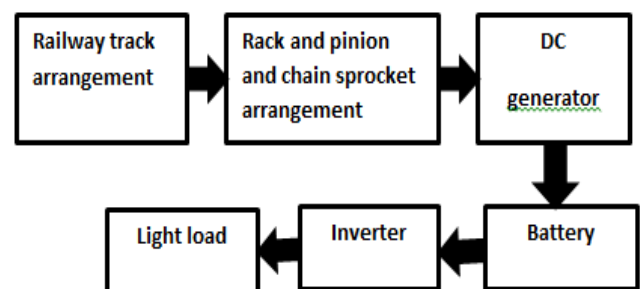 Railway track
arrangement
Rack and pinion
and chain sprocket
arrangement
DC
generator
Light load
Inverter
Battery